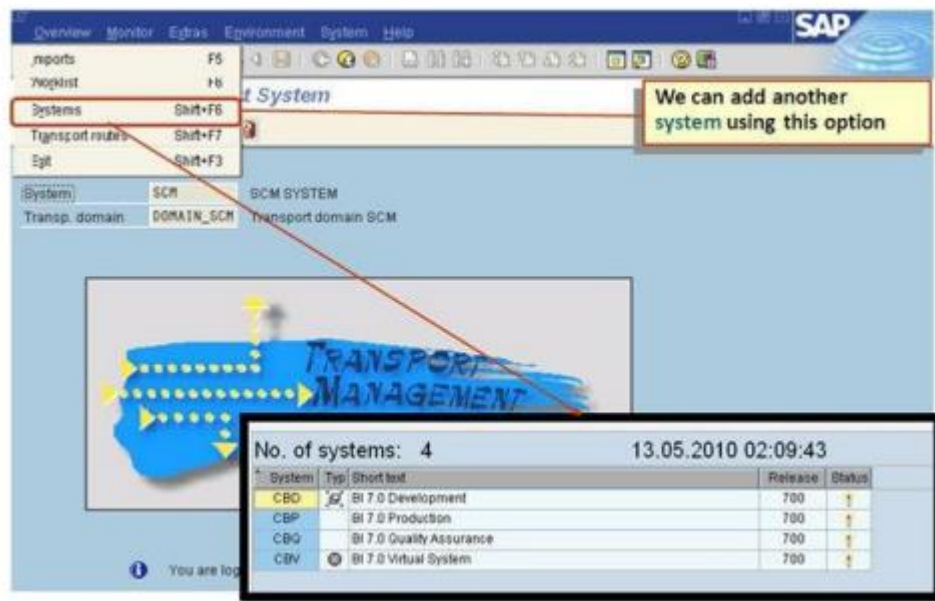 Overview Monitor Extras Environment System Help
SAP
Imports F5
Worklist F6
Systems Shift+F6
Transport routes Shift+F7
Exit Shift+F3
t System
We can add another
system using this option
System SCM SCM SYSTEM
Transp. domain DOMAIN_SCM Transport domain SCM
TRANSPORT
MANAGEMENT
No. of systems: 4 13.05.2010 02:09:43
System Typ Short text Release Status
CBD BI 7.0 Development 700
CBP BI 7.0 Production 700
CBQ BI 7.0 Quality Assurance 700
CBV BI 7.0 Virtual System 700
You are log